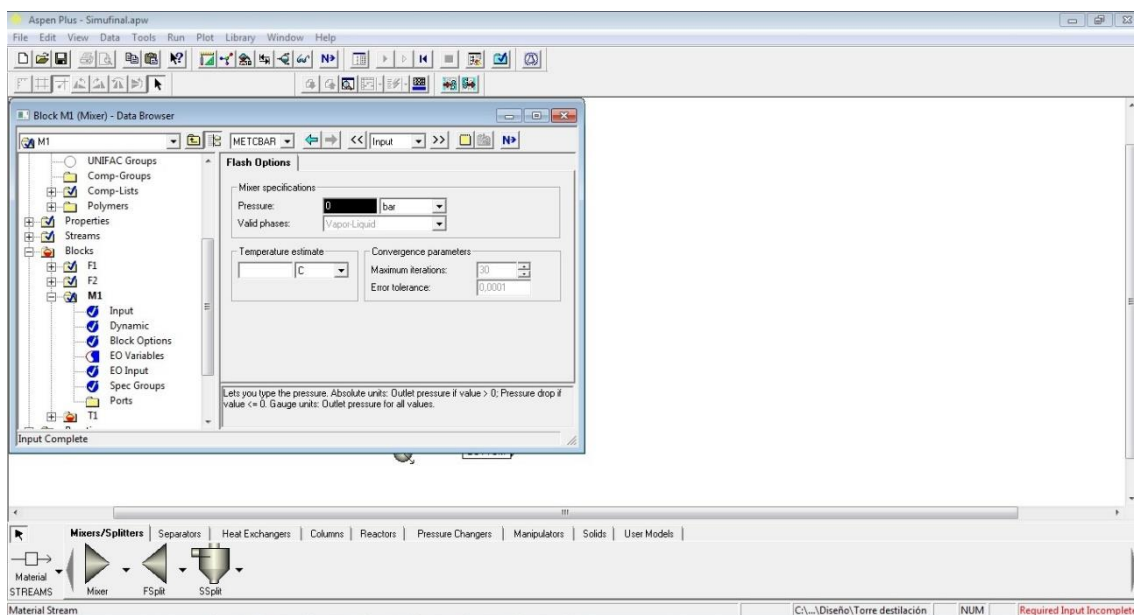 Aspen Plus - Simufinal.apw
File Edit View Data Tools Run Plot Library Window Help
N>
Block M1 (Mixer) - Data Browser
M1 METCBAR << Input >> N>
UNIFAC Groups
Comp-Groups
Comp-Lists
Polymers
Properties
Streams
Blocks
F1
F2
M1
Input
Dynamic
Block Options
EO Variables
EO Input
Spec Groups
Ports
T1
Flash Options
Mixer specifications
Pressure: 0 bar
Valid phases: Vapor-Liquid
Temperature estimate
C
Convergence parameters
Maximum iterations: 30
Error tolerance: 0,0001
Lets you type the pressure. Absolute units: Outlet pressure if value > 0; Pressure drop if
value <= 0. Gauge units: Outlet pressure for all values.
Input Complete
Mixers/Splitters Separators Heat Exchangers Columns Reactors Pressure Changers Manipulators Solids User Models
Material
STREAMS Mixer FSplit SSplit
Material Stream C:\...\Diseño\Torre destilación NUM Required Input Incomplete